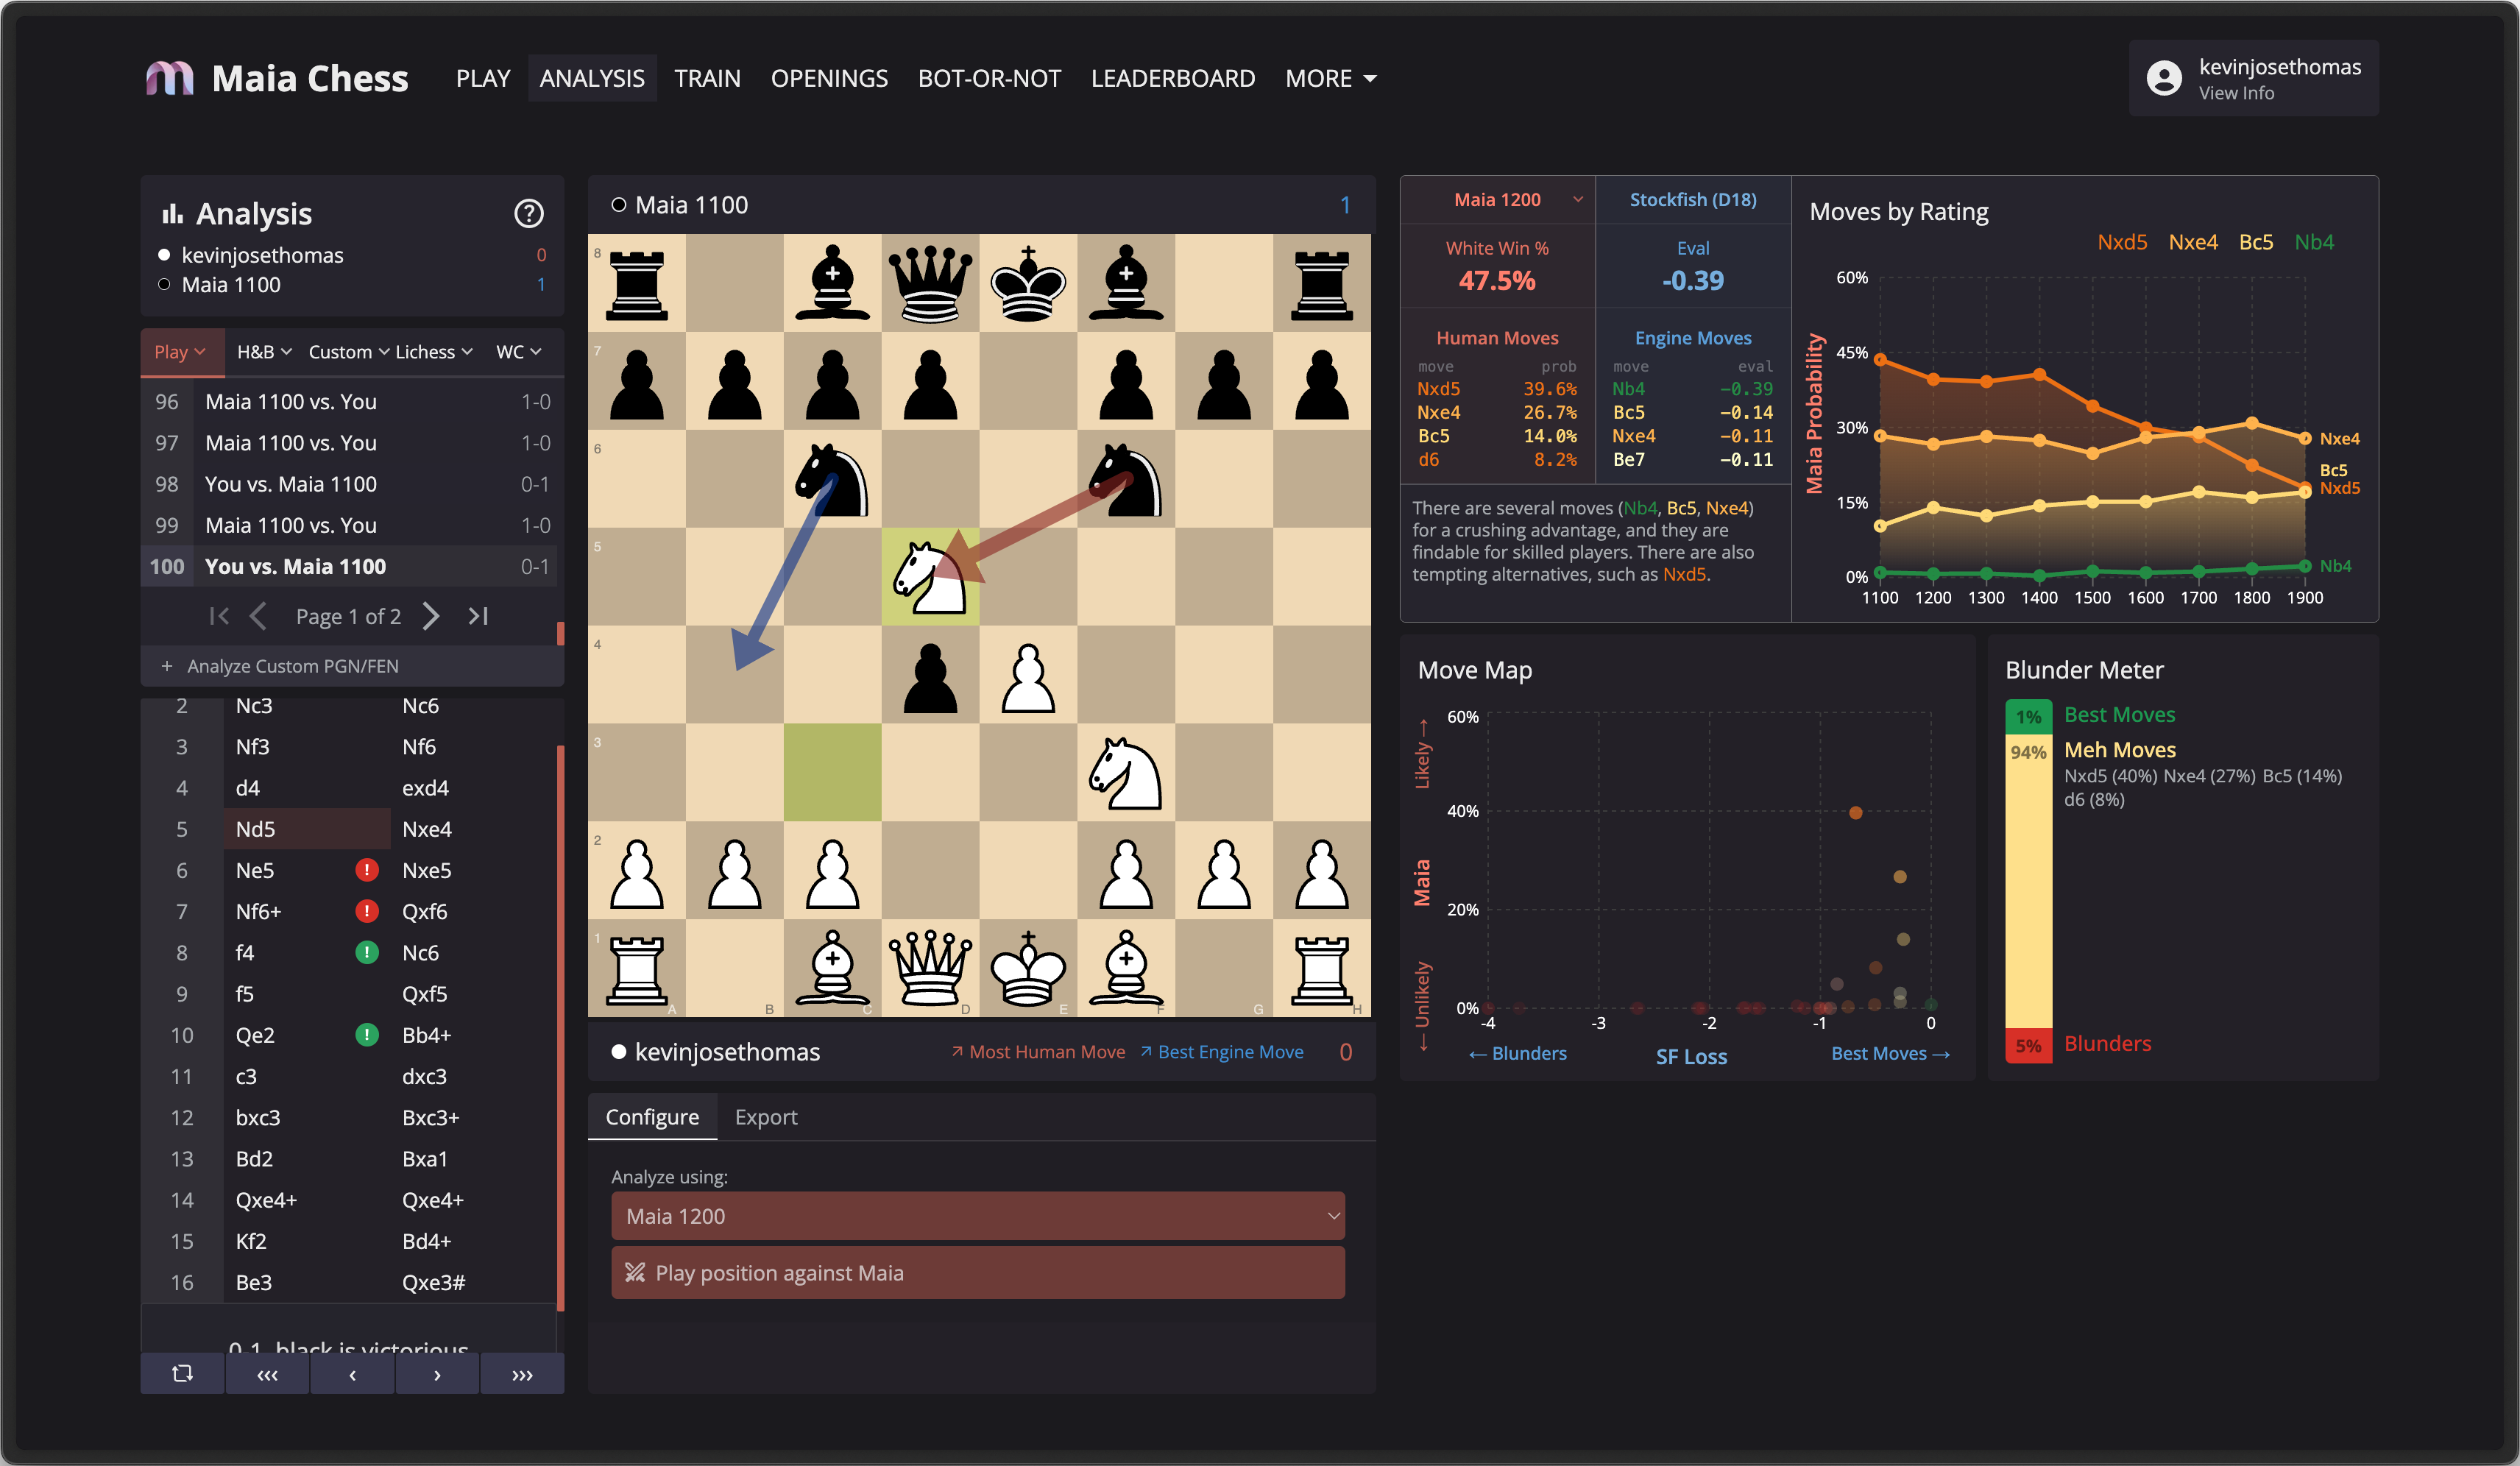 Maia Chess PLAY ANALYSIS TRAIN OPENINGS BOT-OR-NOT LEADERBOARD MORE
kevinjosethomas
View Info
Analysis ?
kevinjosethomas 0
Maia 1100 1
Play H&B Custom Lichess WC
96 Maia 1100 vs. You 1-0
97 Maia 1100 vs. You 1-0
98 You vs. Maia 1100 0-1
99 Maia 1100 vs. You 1-0
100 You vs. Maia 1100 0-1
Page 1 of 2
+ Analyze Custom PGN/FEN
2 Nc3 Nc6
3 Nf3 Nf6
4 d4 exd4
5 Nd5 Nxe4
6 Ne5 ! Nxe5
7 Nf6+ ! Qxf6
8 f4 ! Nc6
9 f5 Qxf5
10 Qe2 ! Bb4+
11 c3 dxc3
12 bxc3 Bxc3+
13 Bd2 Bxa1
14 Qxe4+ Qxe4+
15 Kf2 Bd4+
16 Be3 Qxe3#
0-1, black is victorious
‹‹‹ ‹ › ›››
Maia 1100 1
8
7
6
5
4
3
2
1
A B C D E F G H
kevinjosethomas ↗ Most Human Move ↗ Best Engine Move 0
Configure Export
Analyze using:
Maia 1200
Play position against Maia
Maia 1200 Stockfish (D18)
White Win % Eval
47.5% -0.39
Human Moves Engine Moves
move prob move eval
Nxd5 39.6% Nb4 −0.39
Nxe4 26.7% Bc5 −0.14
Bc5 14.0% Nxe4 −0.11
d6 8.2% Be7 −0.11
There are several moves (Nb4, Bc5, Nxe4)
for a crushing advantage, and they are
findable for skilled players. There are also
tempting alternatives, such as Nxd5.
Moves by Rating
Nxd5 Nxe4 Bc5 Nb4
Maia Probability
60%
45%
30%
15%
0%
Nxe4
Bc5
Nxd5
Nb4
1100 1200 1300 1400 1500 1600 1700 1800 1900
Move Map
← Unlikely Maia Likely →
60%
40%
20%
0%
-4 -3 -2 -1 0
← Blunders SF Loss Best Moves →
Blunder Meter
1% Best Moves
94% Meh Moves
Nxd5 (40%) Nxe4 (27%) Bc5 (14%)
d6 (8%)
5% Blunders